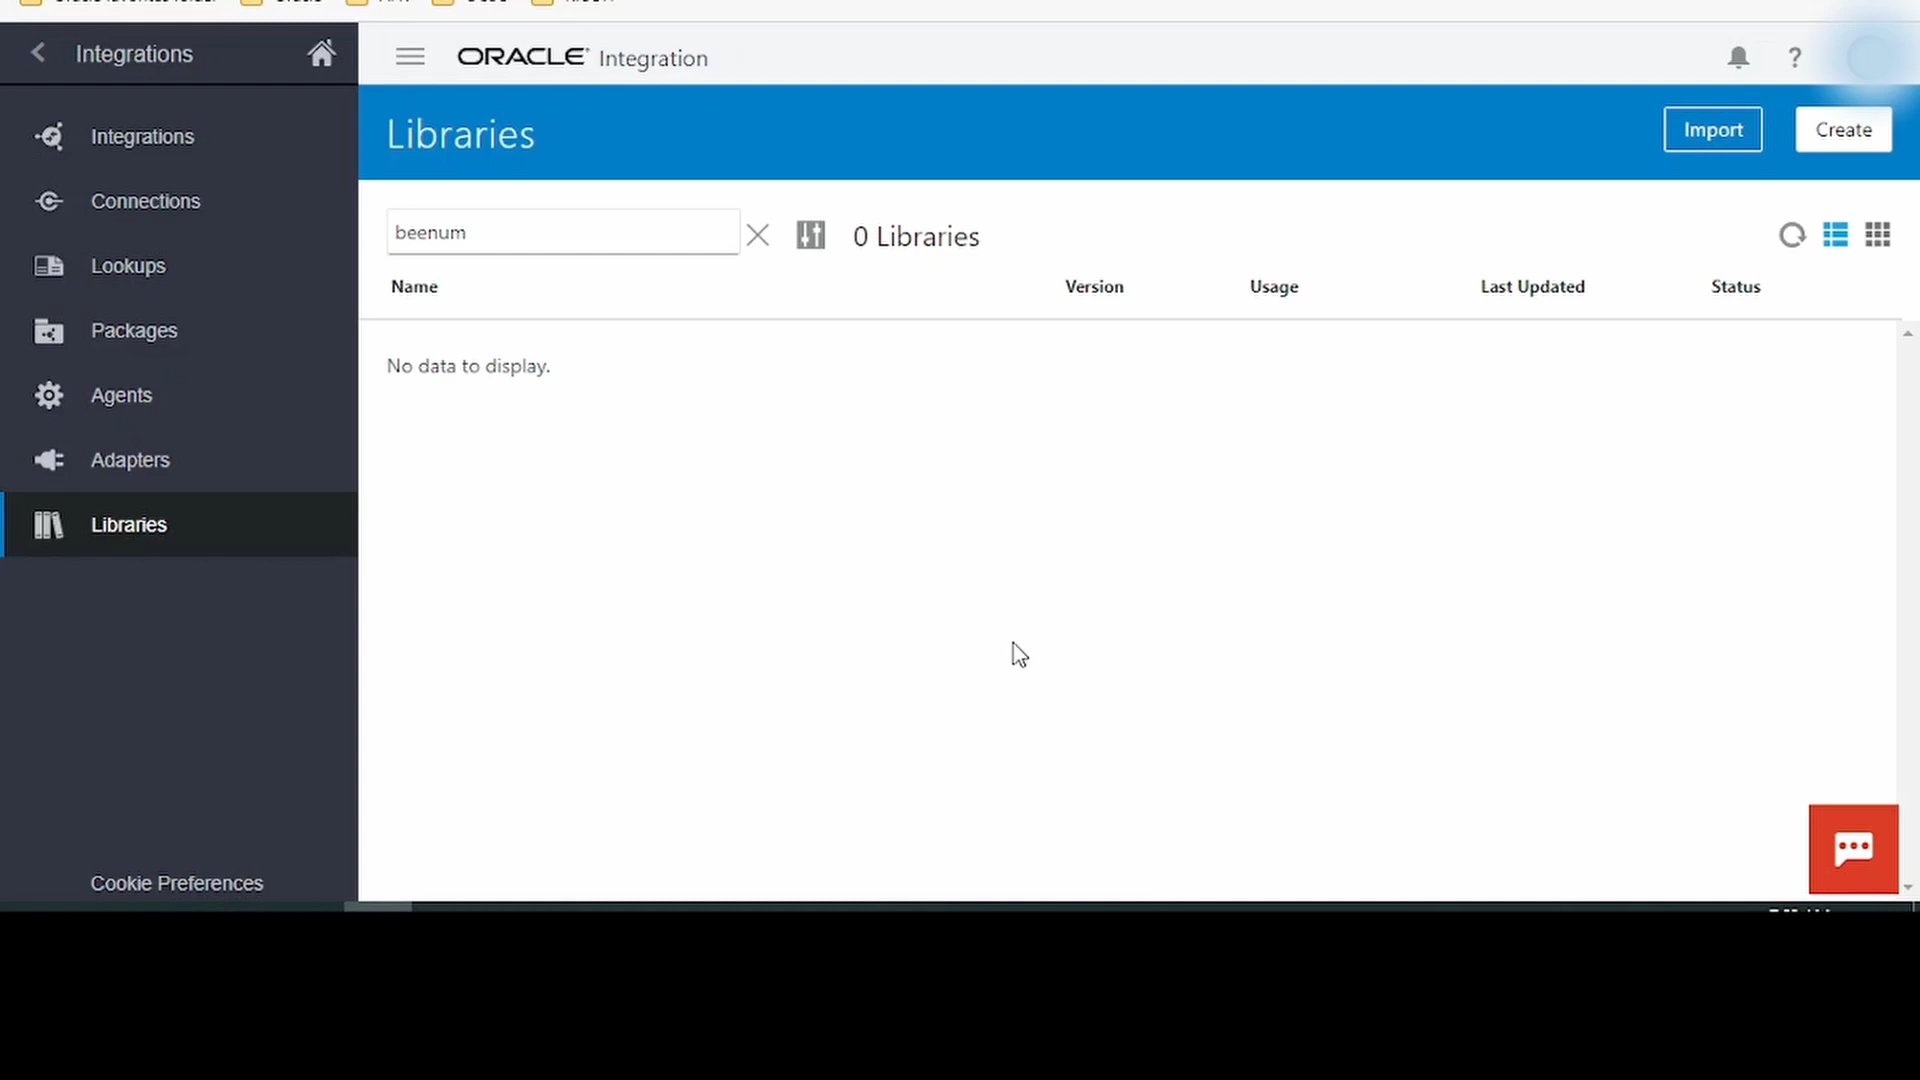 Integrations
ORACLE Integration
?
Integrations
Connections
Lookups
Packages
Agents
Adapters
Libraries
Cookie Preferences
Libraries
Import
Create
beenum
0 Libraries
Name Version Usage Last Updated Status
No data to display.